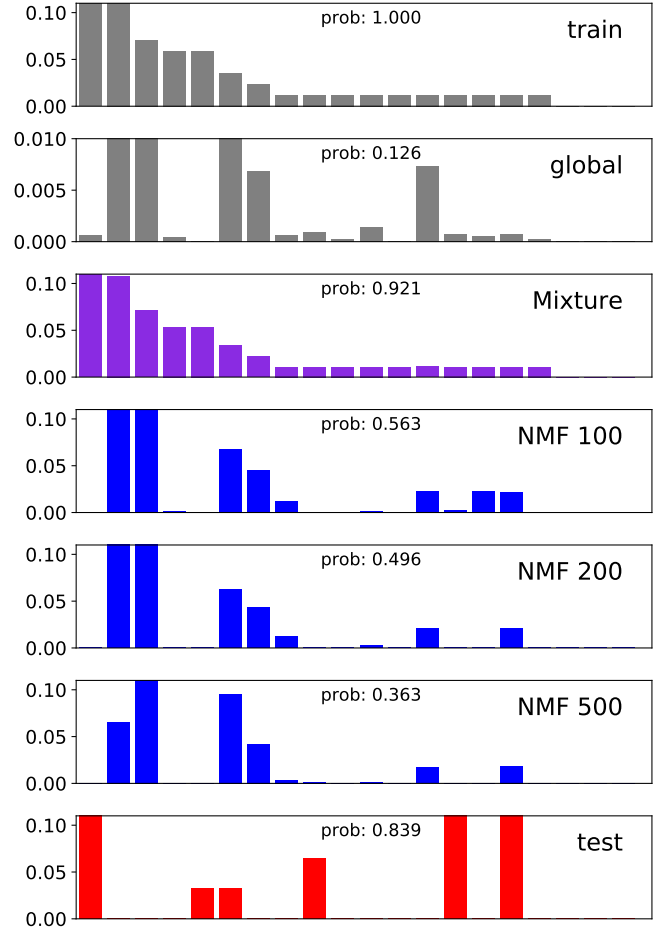 0.10
prob: 1.000
train
0.05
0.00
0.010
prob: 0.126
global
0.005
0.000
0.10
prob: 0.921
Mixture
0.05
0.00
0.10
prob: 0.563
NMF 100
0.05
0.00
0.10
prob: 0.496
NMF 200
0.05
0.00
0.10
prob: 0.363
NMF 500
0.05
0.00
0.10
prob: 0.839
test
0.05
0.00